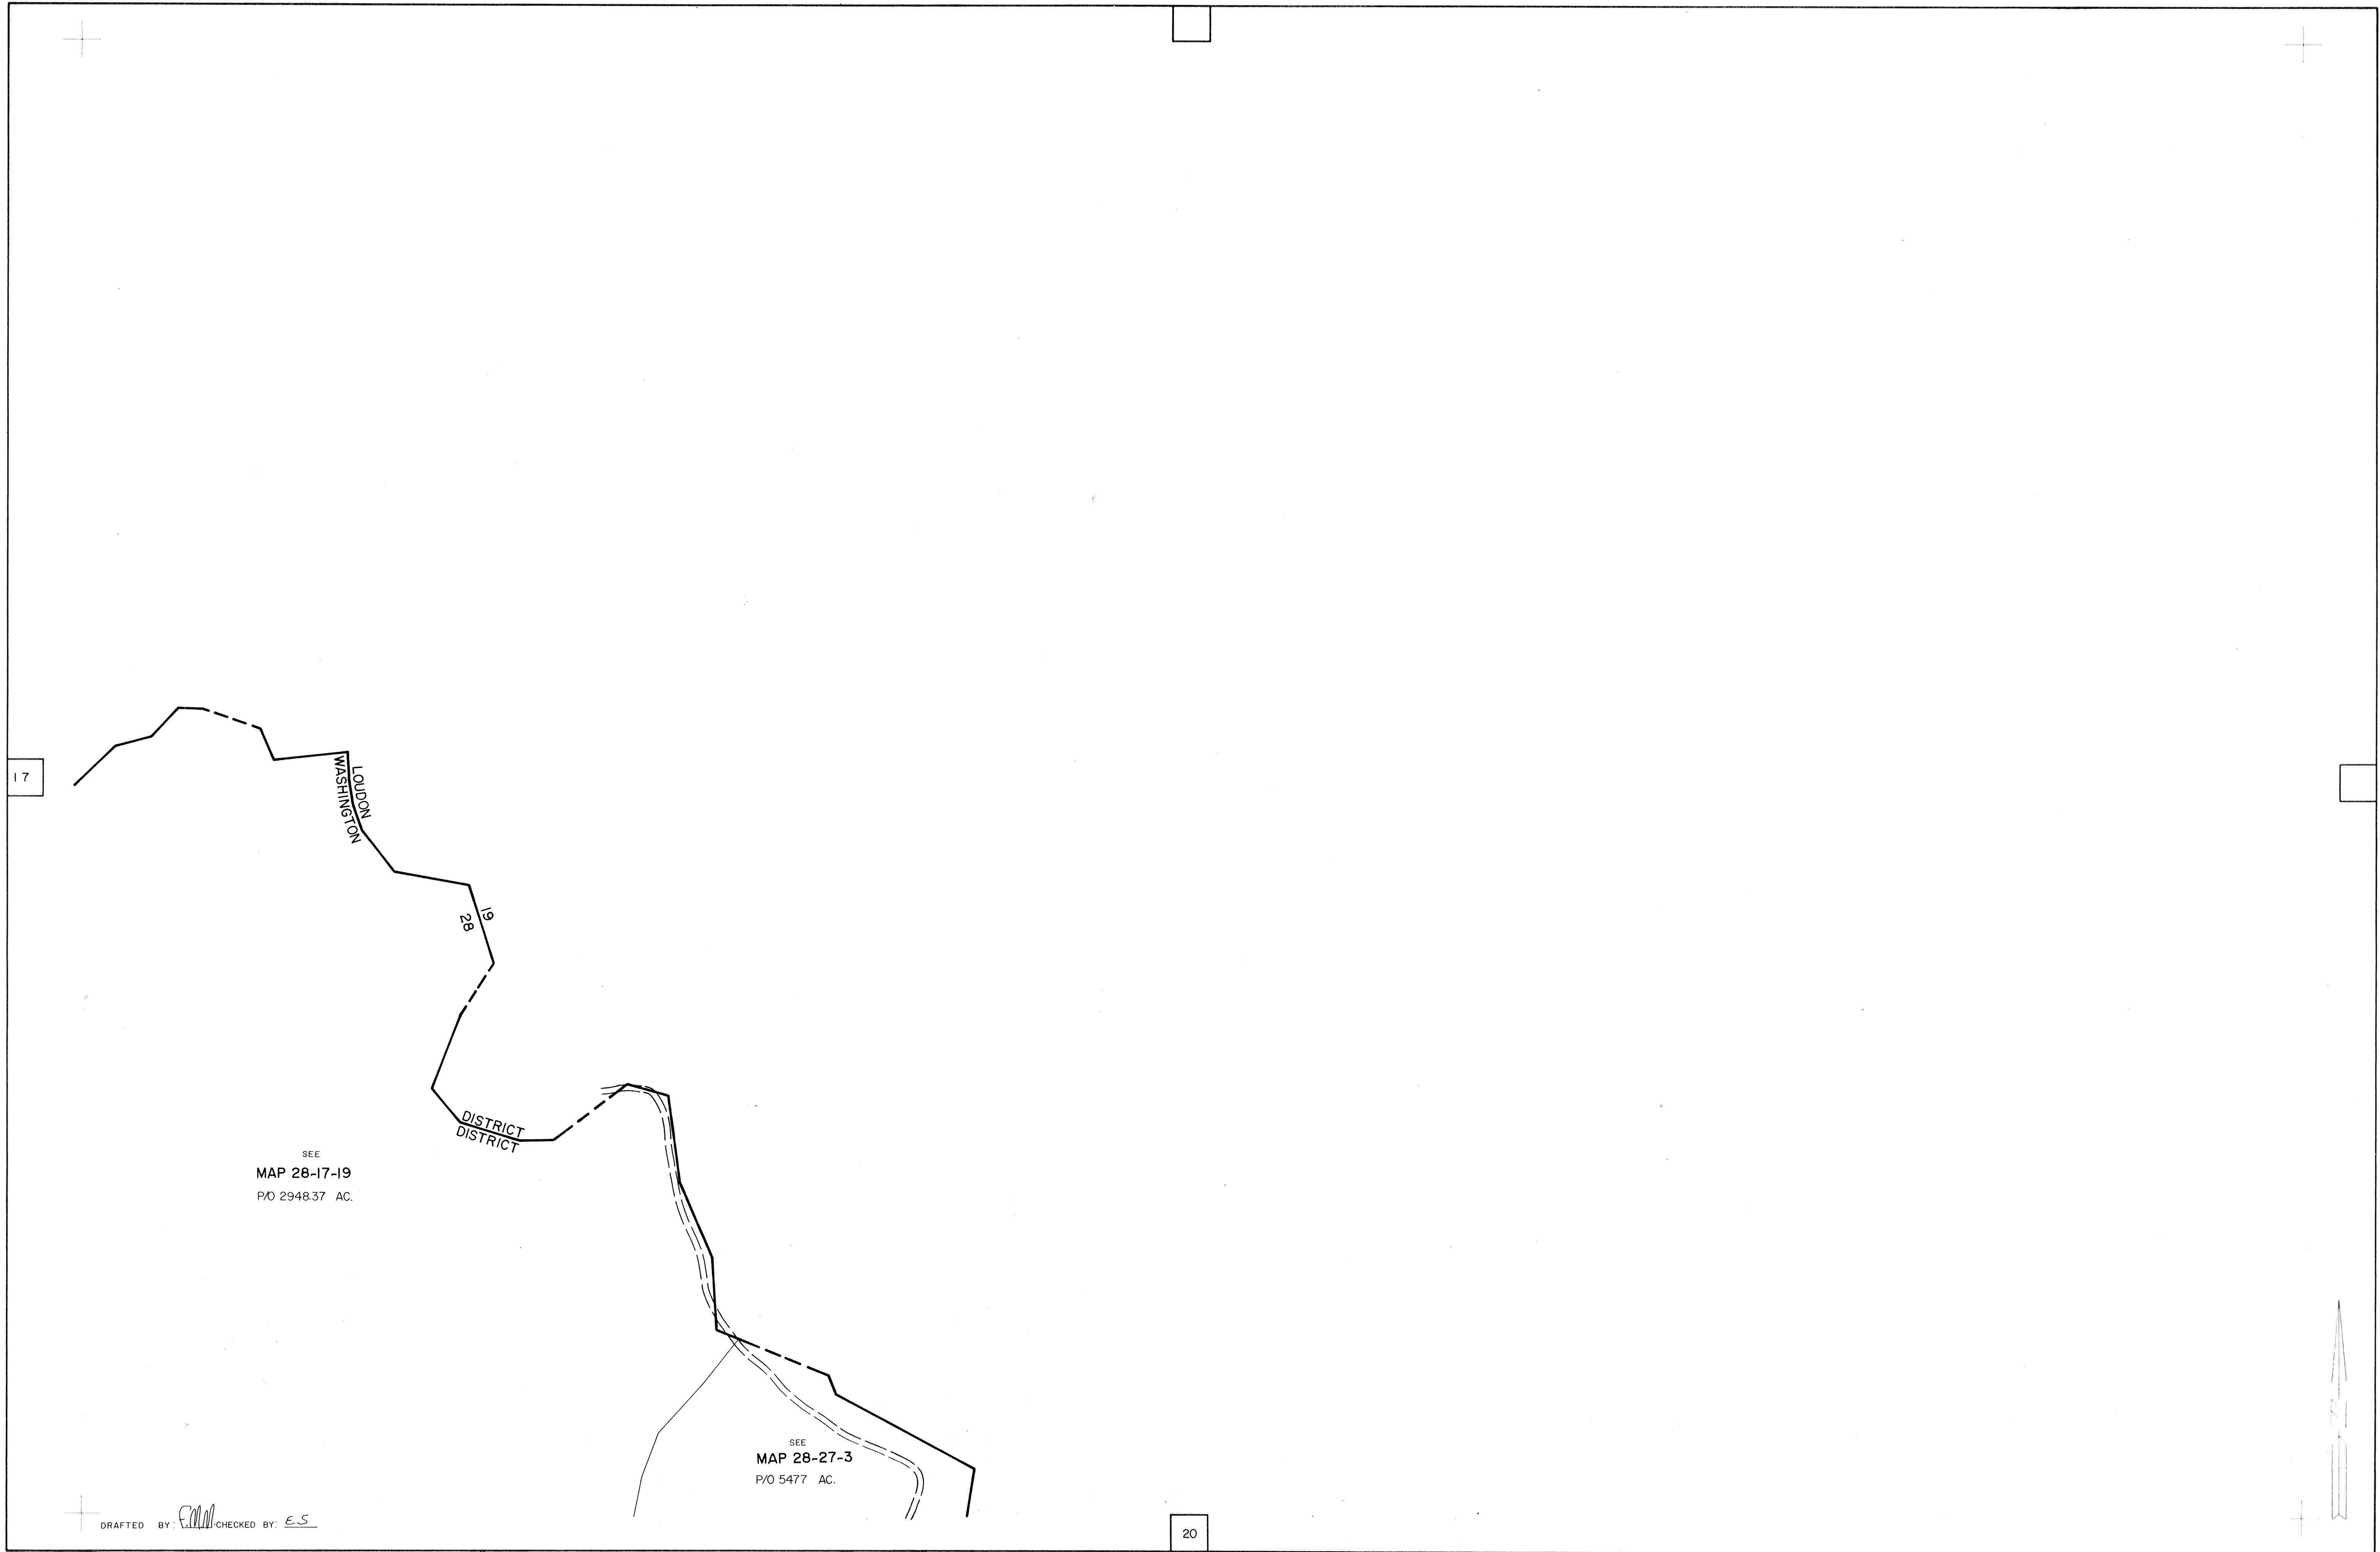 17
LOUDON
WASHINGTON
19
28
DISTRICT
DISTRICT
SEE
MAP 28-17-19
P/O 2948.37 AC.
SEE
MAP 28-27-3
P/O 5477 AC.
DRAFTED BY: CHECKED BY: E.S
20